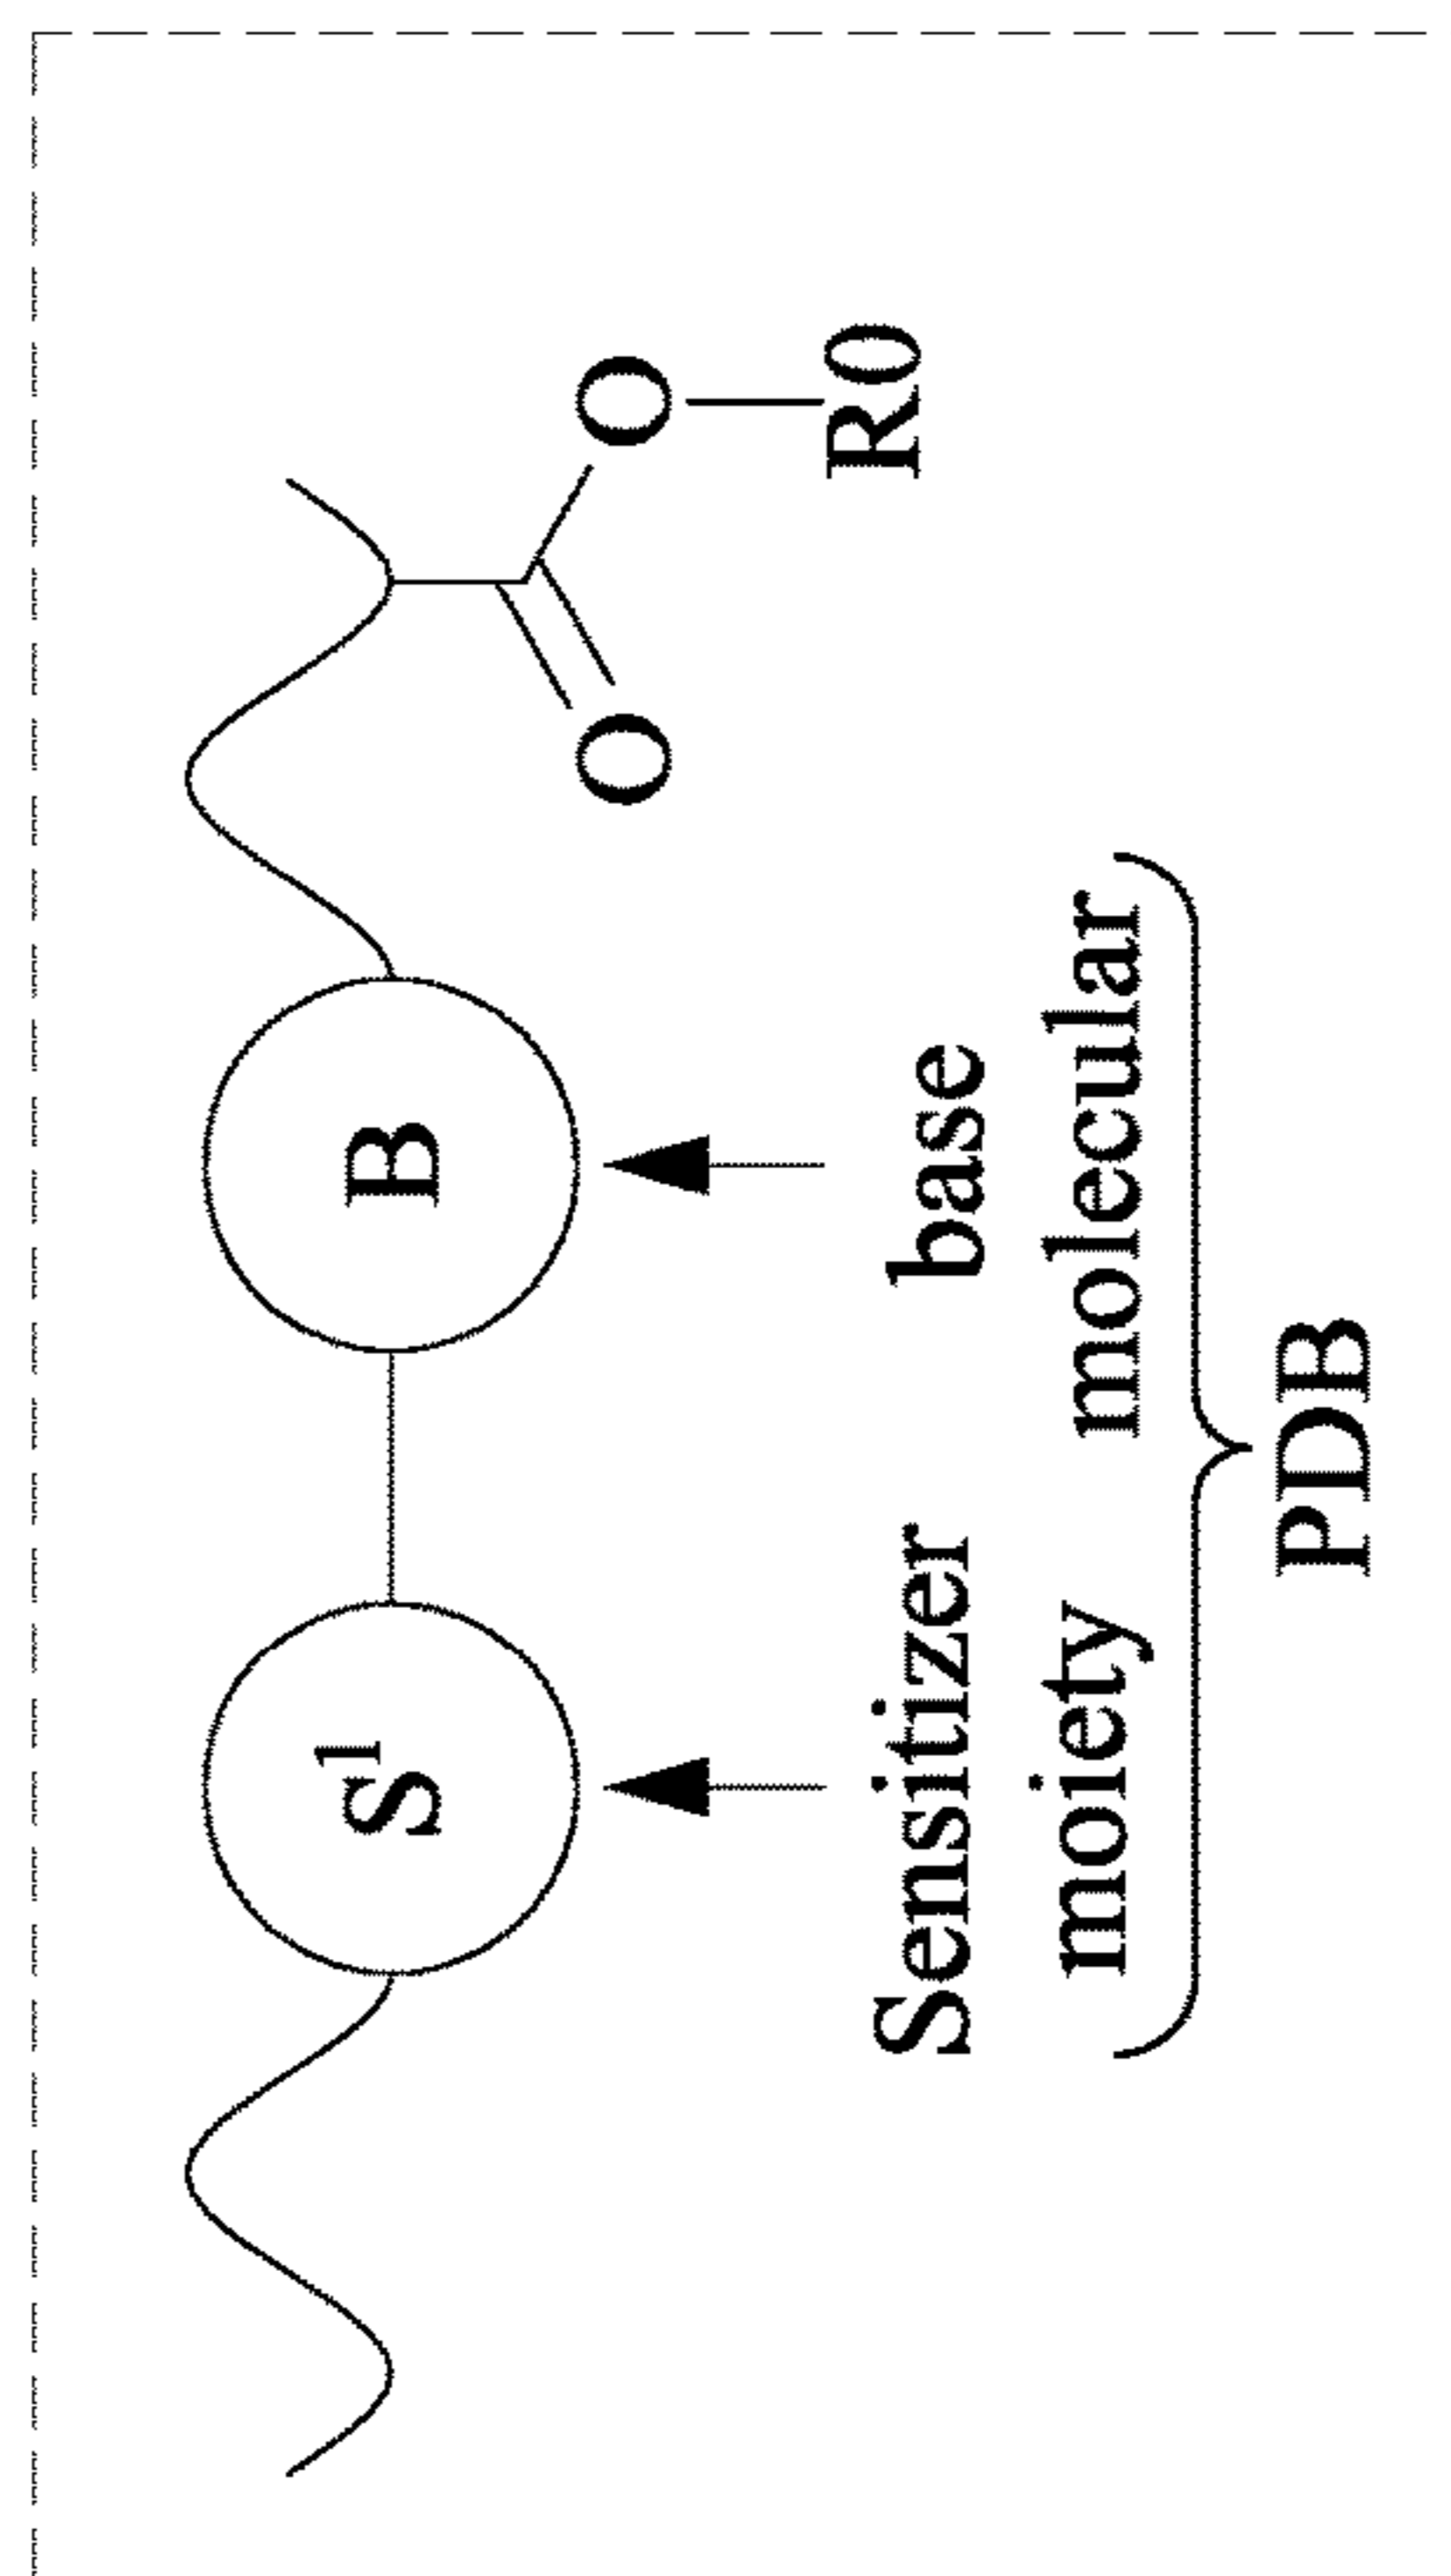 S¹
B
O
O
R0
Sensitizer
moiety
base
molecular
PDB